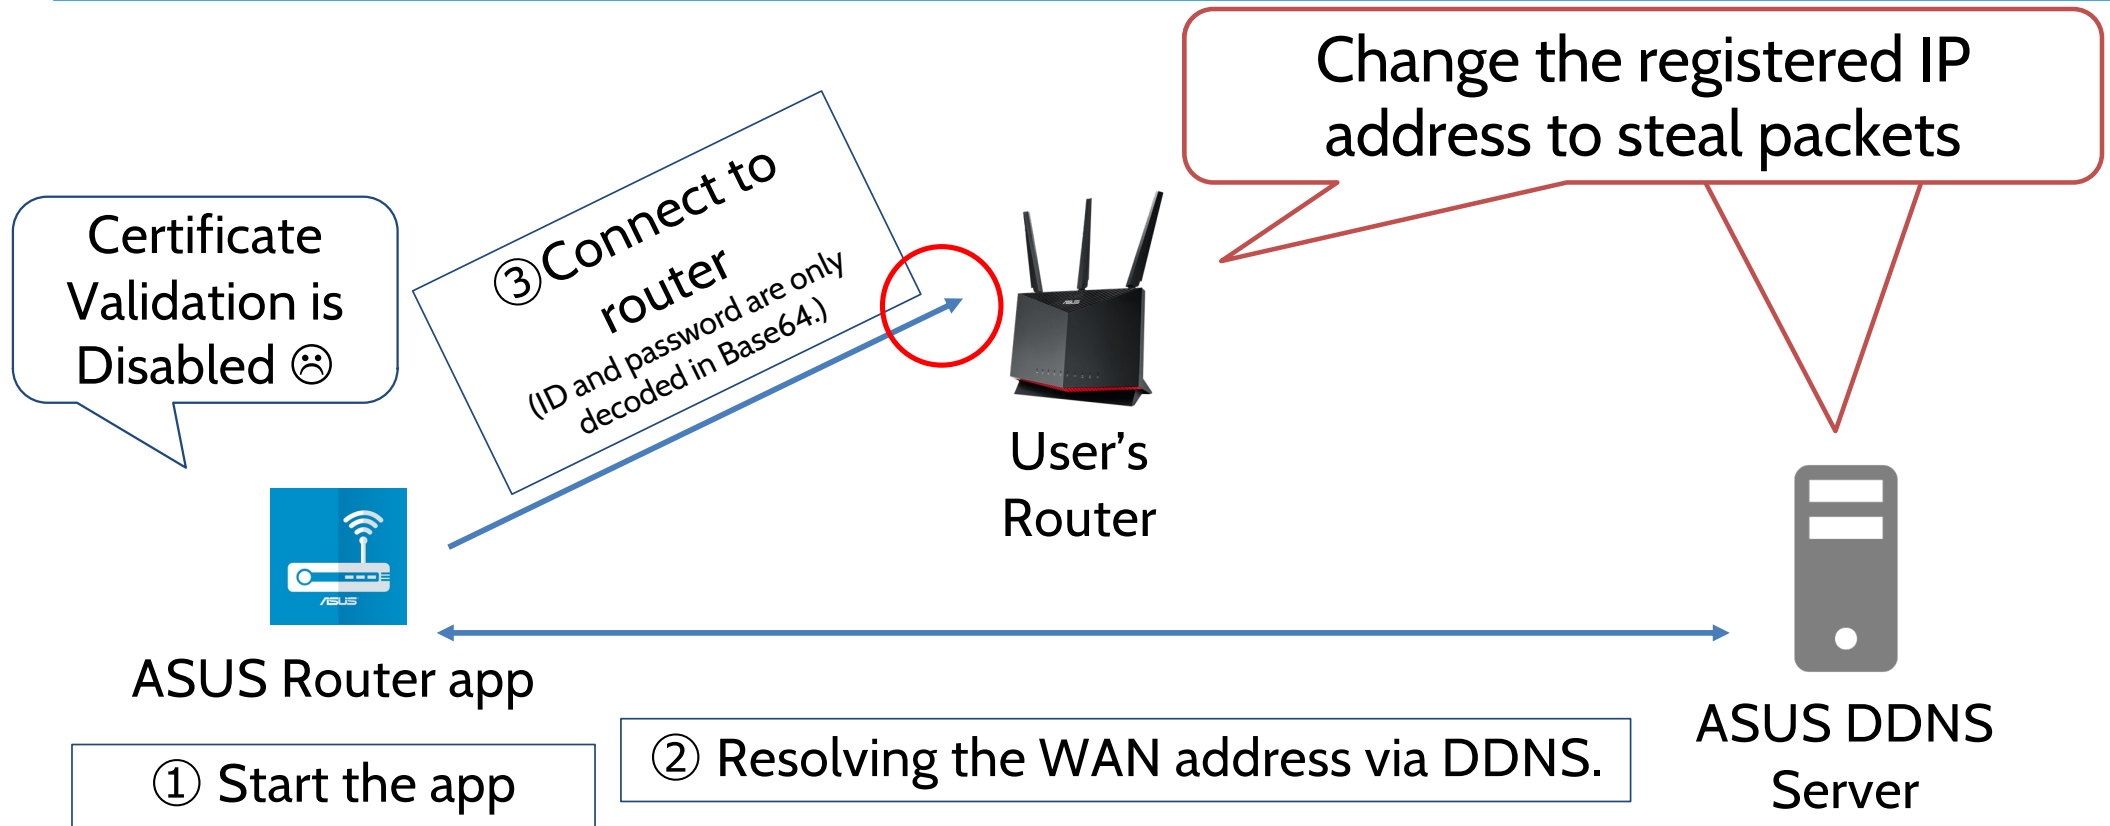 Change the registered IP
address to steal packets
Certificate
Validation is
Disabled ☹
③Connect to
router
(ID and password are only
decoded in Base64.)
ASUS
User's
Router
ASUS
ASUS Router app
① Start the app
② Resolving the WAN address via DDNS.
ASUS DDNS
Server